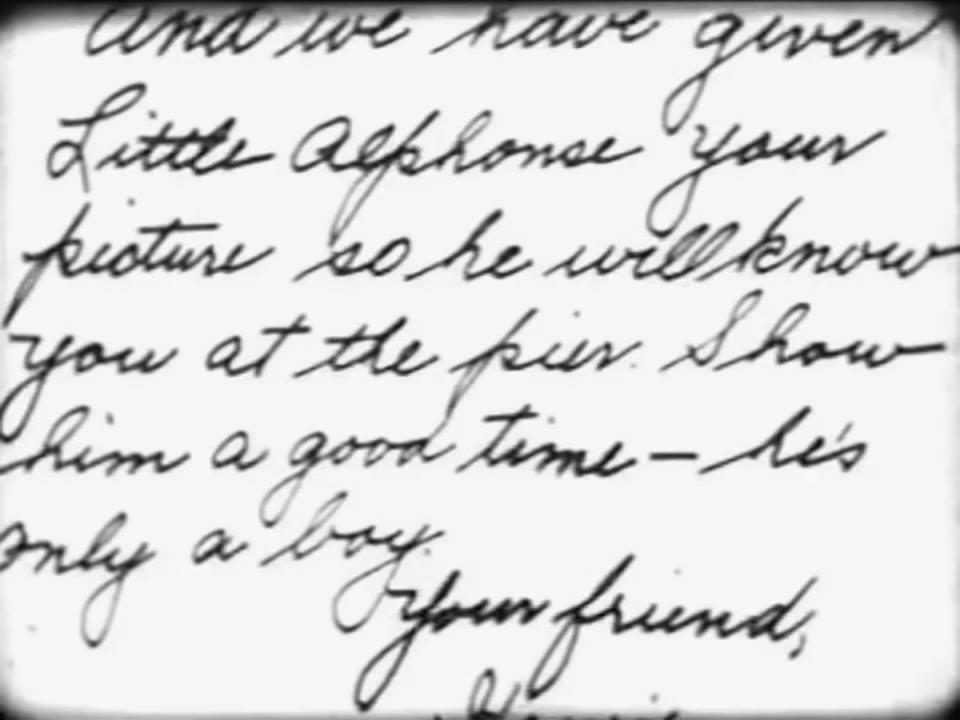 and we have given
Little Alphonse your
picture so he will know
you at the pier. Show
him a good time — he's
only a boy.
Your friend,